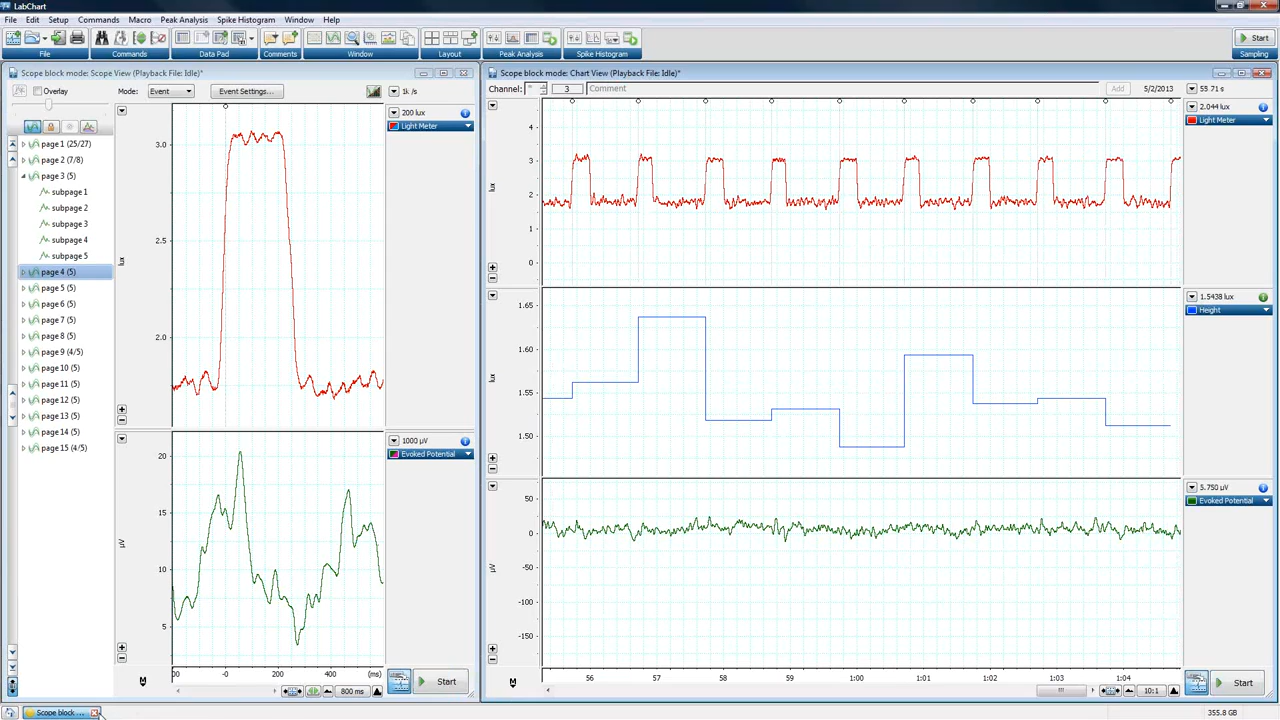 LabChart
File Edit Setup Commands Macro Peak Analysis Spike Histogram Window Help
File Commands Data Pad Comments Window Layout Peak Analysis Spike Histogram Start
Sampling
Scope block mode: Scope View (Playback File: Idle)*
Overlay Mode: Event Event Settings... 1k /s
page 1 (25/27)
page 2 (7/8)
page 3 (5)
subpage 1
subpage 2
subpage 3
subpage 4
subpage 5
page 4 (5)
page 5 (5)
page 6 (5)
page 7 (5)
page 8 (5)
page 9 (4/5)
page 10 (5)
page 11 (5)
page 12 (5)
page 13 (5)
page 14 (5)
page 15 (4/5)
200 lux
Light Meter
3.0
2.5
lux
2.0
1000 µV
Evoked Potential
20
15
µV
10
5
00 -0 200 400 (ms)
M
800 ms
Start
Scope block mode: Chart View (Playback File: Idle)*
Channel: 3 Comment Add 5/2/2013 55.71 s
2.044 lux
Light Meter
4
3
lux
2
1
0
1.5438 lux
Height
1.65
1.60
lux
1.55
1.50
5.750 µV
Evoked Potential
50
0
µV
-50
-100
-150
56 57 58 59 1:00 1:01 1:02 1:03 1:04
M
10:1
Start
Scope block ...
355.8 GB